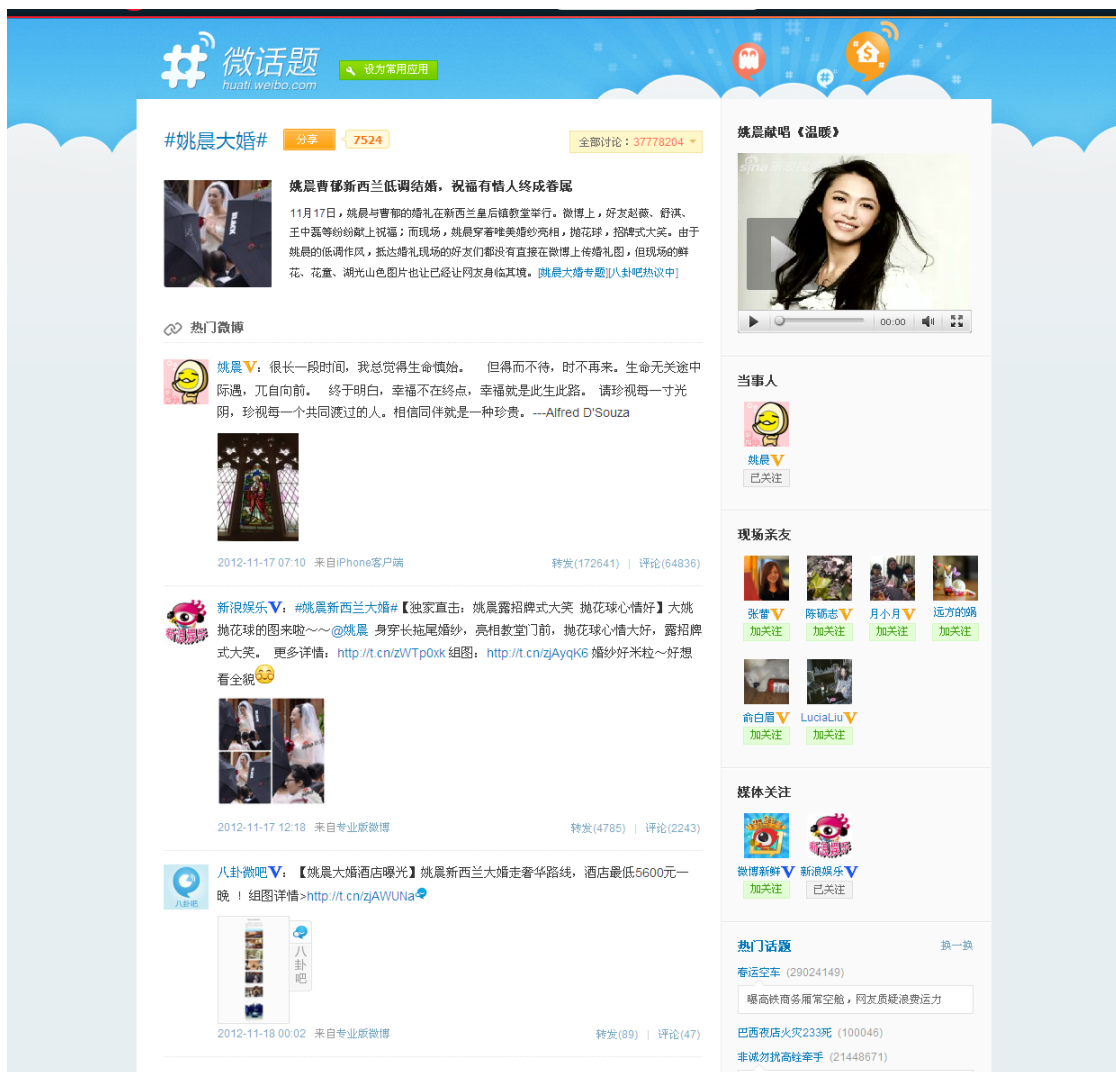 微话题
huati.weibo.com
设为常用应用
#姚晨大婚#
分享
7524
全部讨论：37778204
姚晨曹郁新西兰低调结婚，祝福有情人终成眷属
11月17日，姚晨与曹郁的婚礼在新西兰皇后镇教堂举行。微博上，好友赵薇、舒淇、
王中磊等纷纷献上祝福；而现场，姚晨穿着唯美婚纱亮相，抛花球，招牌式大笑。由于
姚晨的低调作风，抵达婚礼现场的好友们都没有直接在微博上传婚礼图，但现场的鲜
花、花童、湖光山色图片也让已经让网友身临其境。[姚晨大婚专题][八卦吧热议中]
BLACK
热门微博
姚晨V：很长一段时间，我总觉得生命慎始。 但得而不待，时不再来。生命无关途中
际遇，兀自向前。 终于明白，幸福不在终点，幸福就是此生此路。 请珍视每一寸光
阴，珍视每一个共同渡过的人。相信同伴就是一种珍贵。---Alfred D'Souza
2012-11-17 07:10 来自iPhone客户端
转发(172641) | 评论(64836)
新浪娱乐V：#姚晨新西兰大婚#【独家直击：姚晨露招牌式大笑 抛花球心情好】大姚
抛花球的图来啦～～@姚晨 身穿长拖尾婚纱，亮相教堂门前，抛花球心情大好，露招牌
式大笑。 更多详情：http://t.cn/zWTp0xk 组图：http://t.cn/zjAyqK6 婚纱好米粒～好想
看全貌
新浪娱乐
2012-11-17 12:18 来自专业版微博
转发(4785) | 评论(2243)
八卦微吧V：【姚晨大婚酒店曝光】姚晨新西兰大婚走奢华路线，酒店最低5600元一
晚 ！组图详情>http://t.cn/zjAWUNa
八卦吧
八卦吧
2012-11-18 00:02 来自专业版微博
转发(89) | 评论(47)
姚晨献唱《温暖》
sina
00:00
当事人
姚晨V
已关注
现场亲友
张蕾V
陈砺志V
月小月V
远方的蝸
加关注
加关注
加关注
加关注
俞白眉V
LuciaLiuV
加关注
加关注
媒体关注
新浪娱乐
微博新鲜V
新浪娱乐V
加关注
已关注
热门话题
换一换
春运空车 (29024149)
曝高铁商务厢常空舱，网友质疑浪费运力
巴西夜店火灾233死 (100046)
非诚勿扰高铨牵手 (21448671)